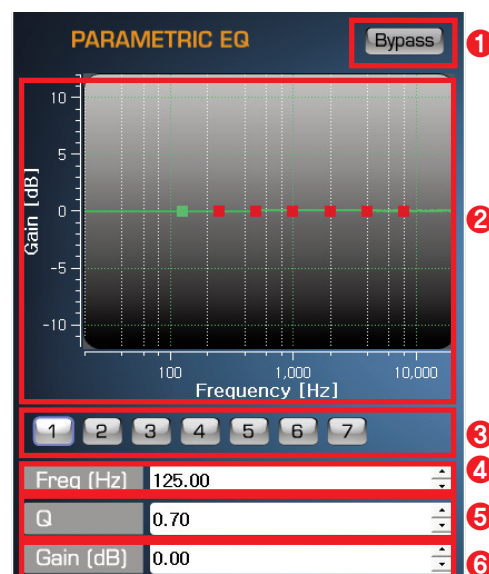 PARAMETRIC EQ Bypass 1
10
5
0
-5
-10
Gain [dB]
2
100 1,000 10,000
Frequency [Hz]
1 2 3 4 5 6 7 3
Freq (Hz) 125.00 4
Q 0.70 5
Gain (dB) 0.00 6